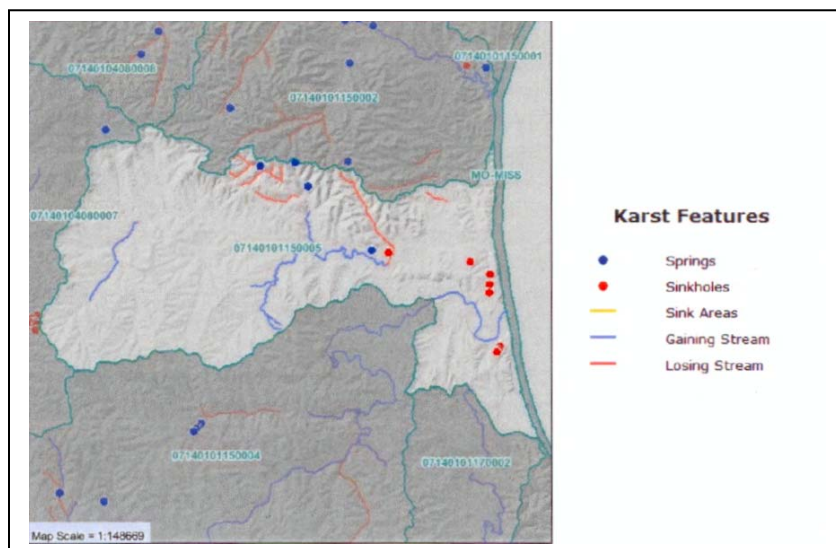 07140101150001
07140104080008
07140101150002
MO-MISS
07140104080007
07140101150005
07140101150004
07140101170002
Map Scale = 1:148669
Karst Features
Springs
Sinkholes
Sink Areas
Gaining Stream
Losing Stream